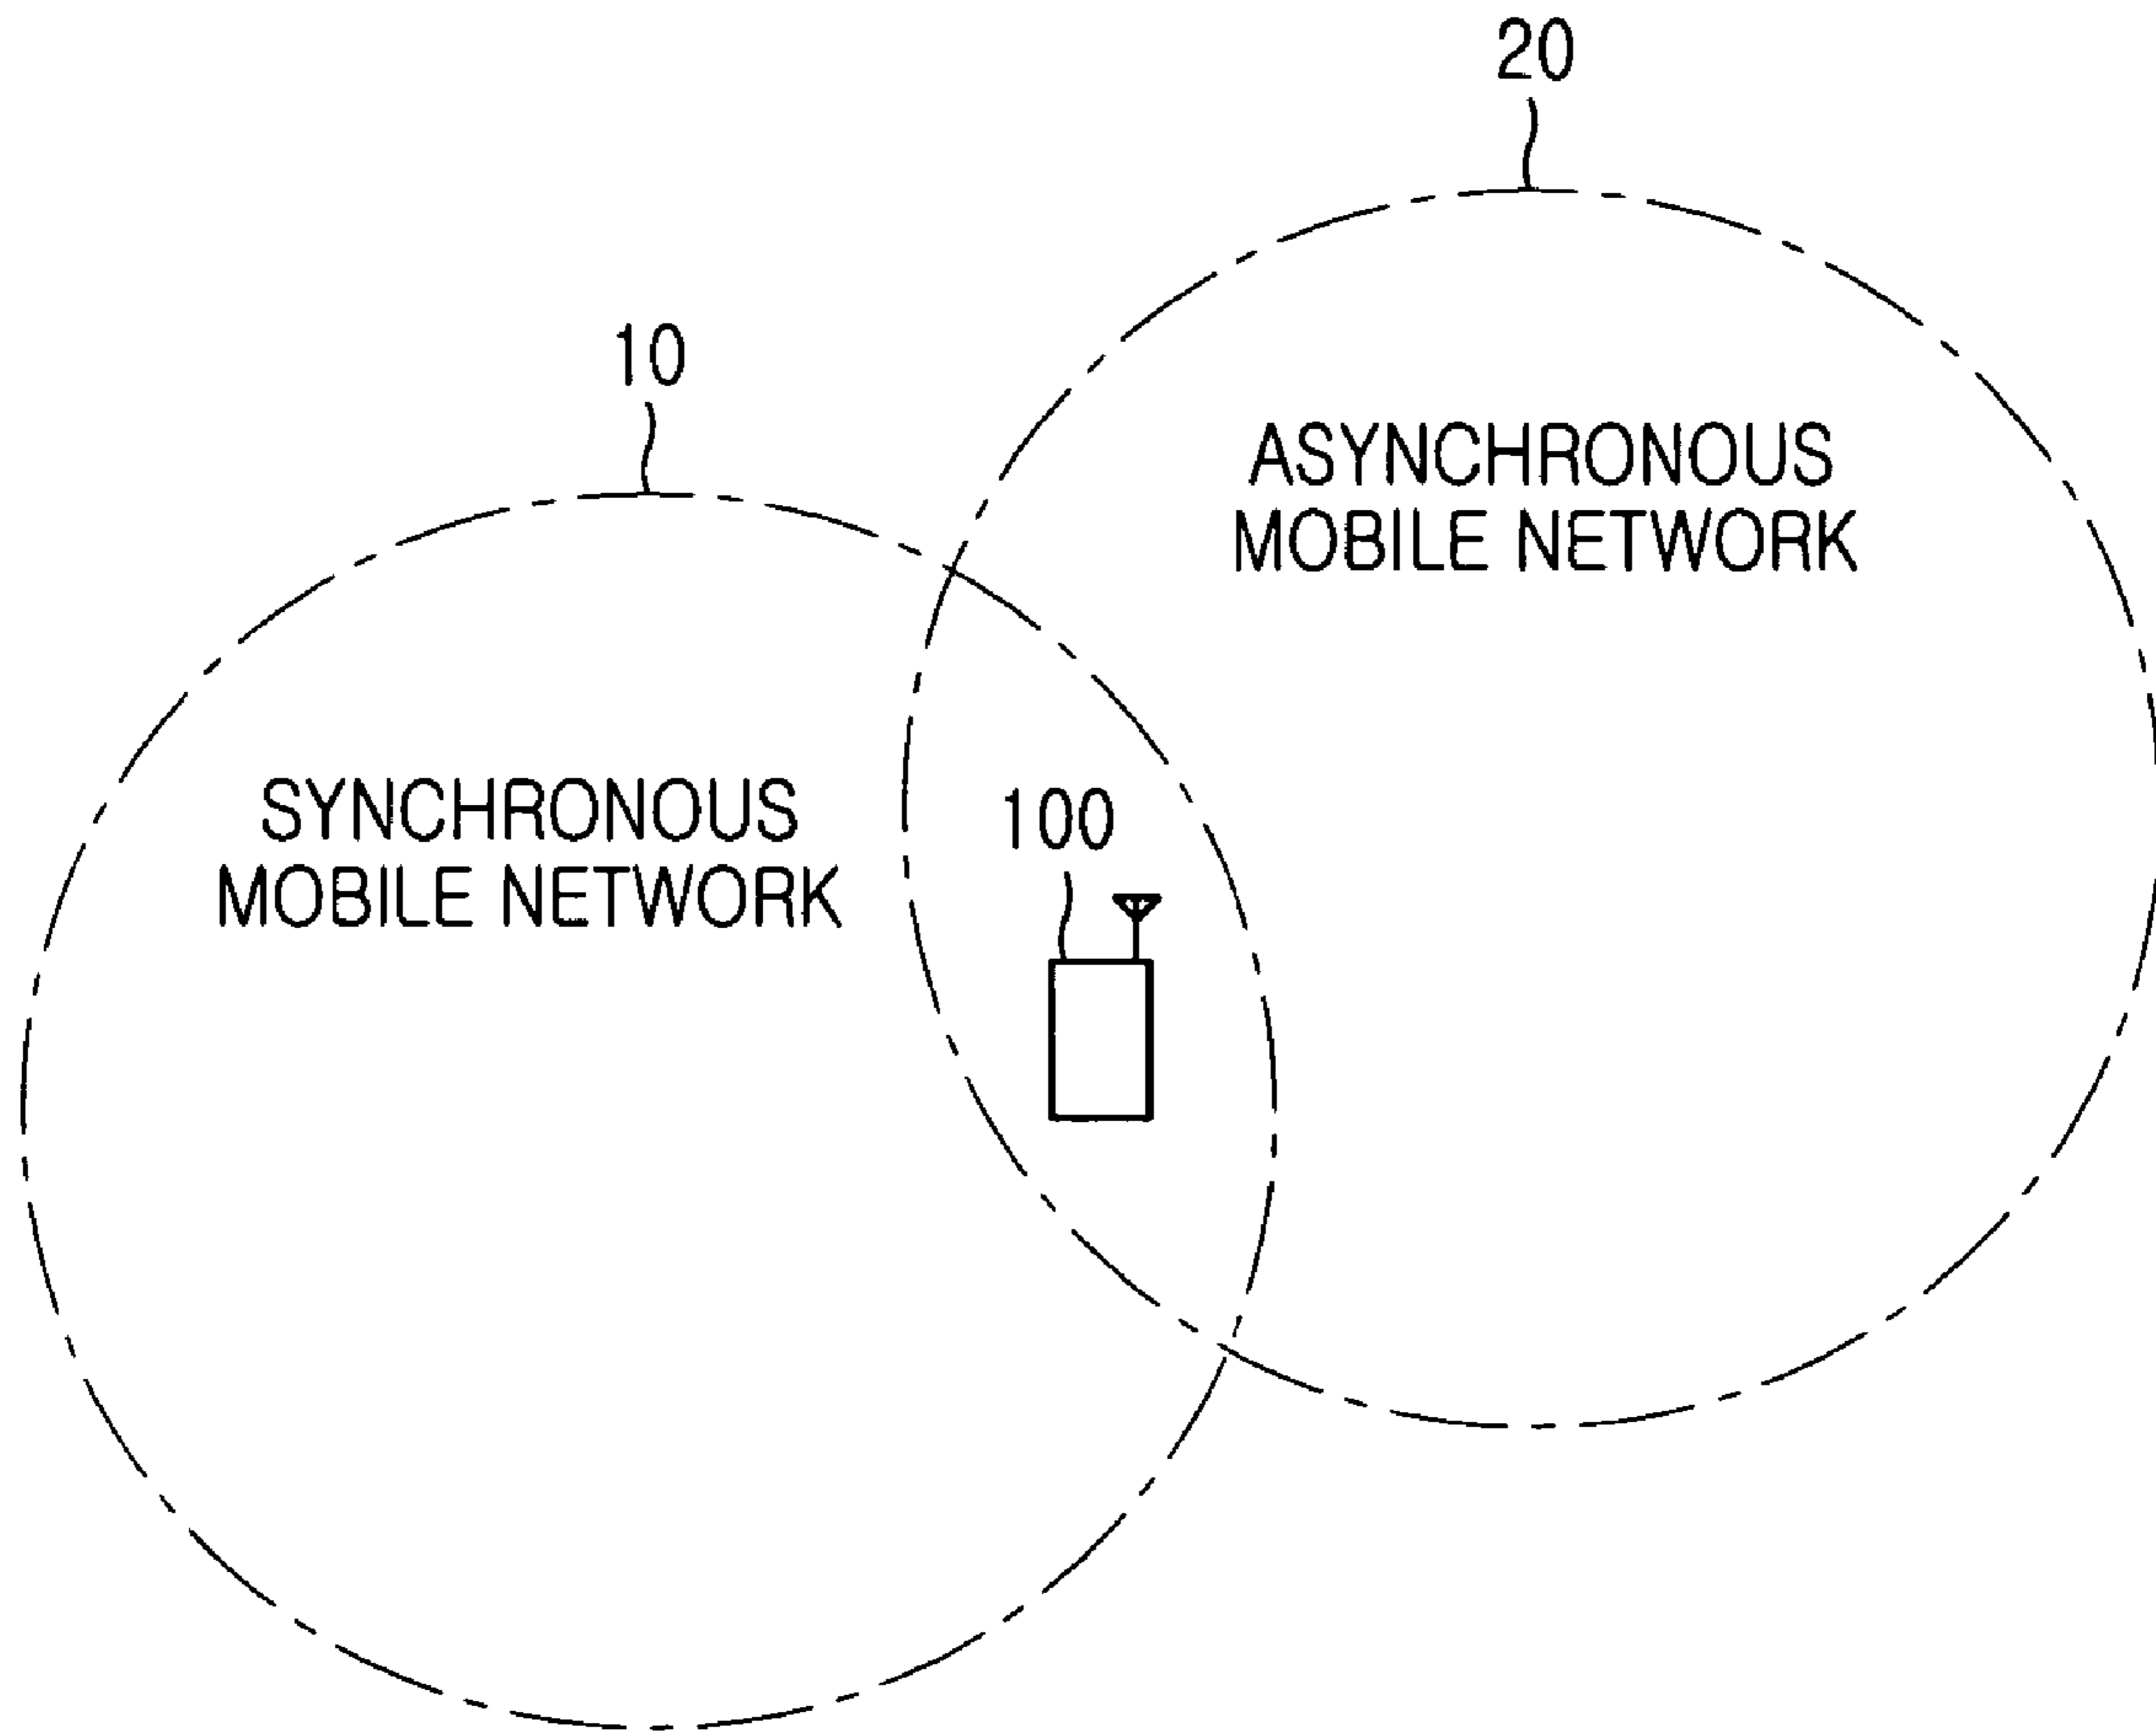 20
10
ASYNCHRONOUS
MOBILE NETWORK
SYNCHRONOUS
MOBILE NETWORK
100